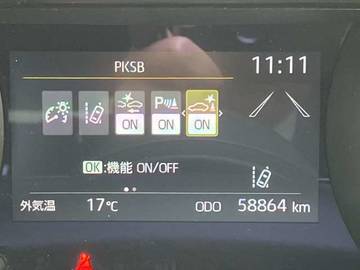 PKSB 11:11
ON P ON ON
OK:機能 ON/OFF
外気温 17℃ ODO 58864 km